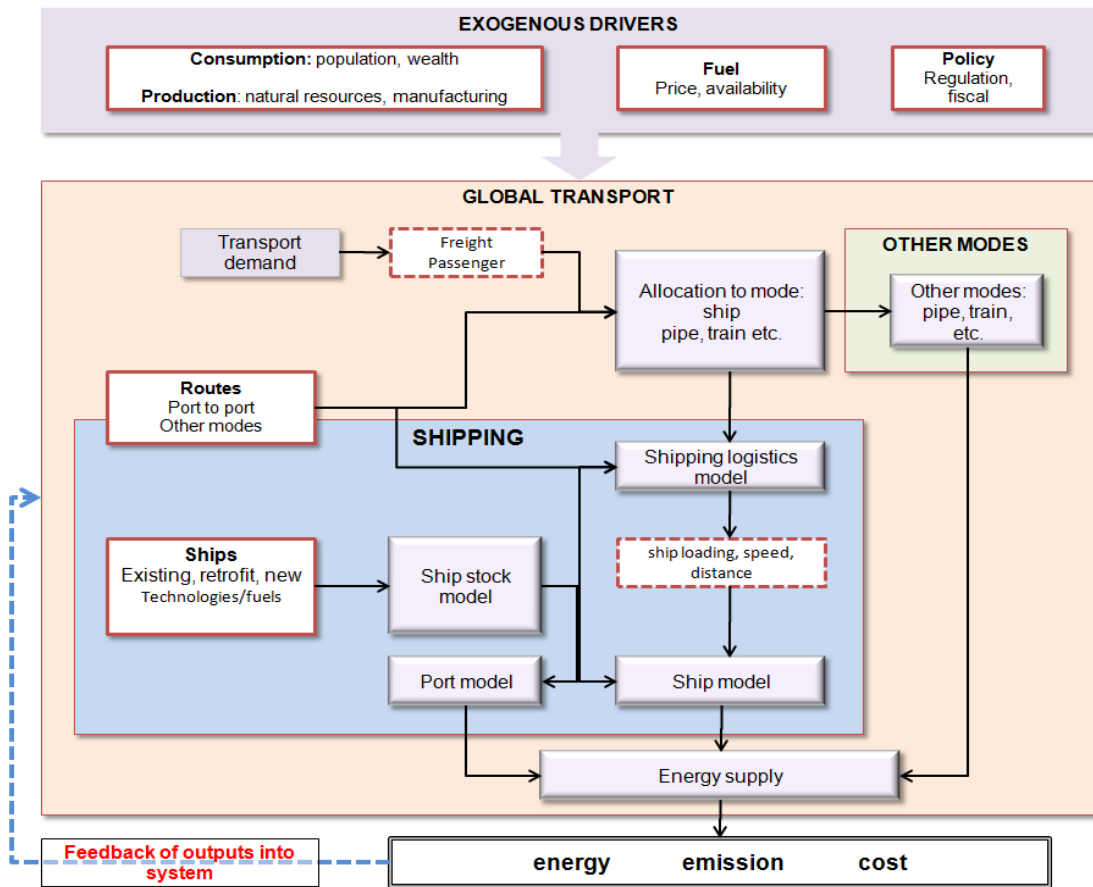 EXOGENOUS DRIVERS
Consumption: population, wealth
Production: natural resources, manufacturing
Fuel
Price, availability
Policy
Regulation,
fiscal
GLOBAL TRANSPORT
Transport
demand
Freight
Passenger
Allocation to mode:
ship
pipe, train etc.
OTHER MODES
Other modes:
pipe, train,
etc.
Routes
Port to port
Other modes
SHIPPING
Shipping logistics
model
Ships
Existing, retrofit, new
Technologies/fuels
Ship stock
model
ship loading, speed,
distance
Port model
Ship model
Energy supply
Feedback of outputs into
system
energy emission cost